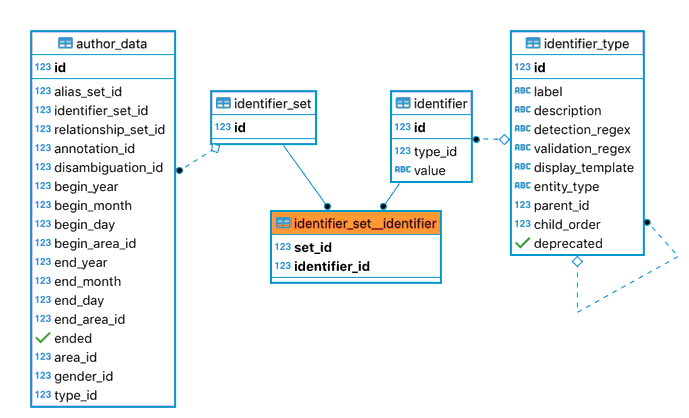 author_data
123 id
123 alias_set_id
123 identifier_set_id
123 relationship_set_id
123 annotation_id
123 disambiguation_id
123 begin_year
123 begin_month
123 begin_day
123 begin_area_id
123 end_year
123 end_month
123 end_day
123 end_area_id
ended
123 area_id
123 gender_id
123 type_id
identifier_set
123 id
identifier
123 id
123 type_id
ABC value
identifier_set__identifier
123 set_id
123 identifier_id
identifier_type
123 id
ABC label
ABC description
ABC detection_regex
ABC validation_regex
ABC display_template
ABC entity_type
123 parent_id
123 child_order
deprecated